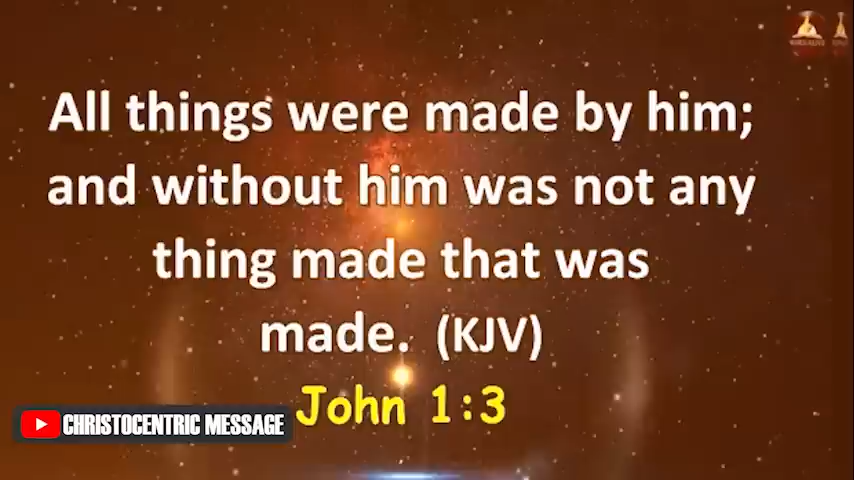 All things were made by him;
and without him was not any
thing made that was
made. (KJV)
John 1:3
CHRISTOCENTRIC MESSAGE